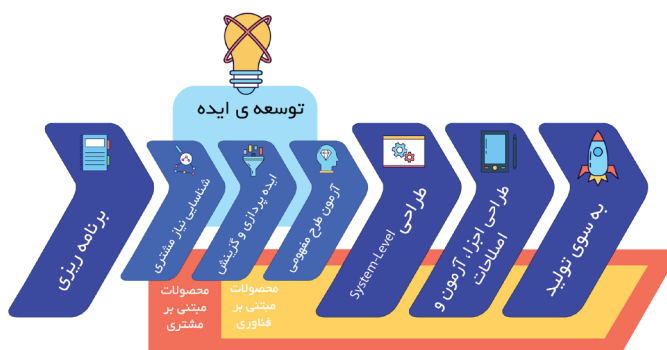 توسعه ی ایده
برنامه ریزی
شناسایی نیاز مشتری
ایده پردازی و گزینش
آزمون طرح مفهومی
طراحی
System-Level
طراحی اجزا، آزمون و
اصلاحات
به سوی تولید
محصولات
مبتنی بر
مشتری
محصولات
مبتنی بر
فناوری